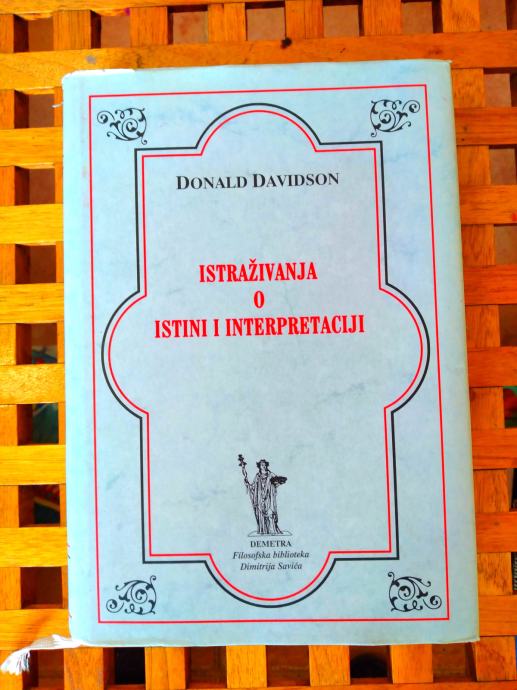 DONALD DAVIDSON
ISTRAŽIVANJA
O
ISTINI I INTERPRETACIJI
DEMETRA
Filosofska biblioteka
Dimitrija Savića